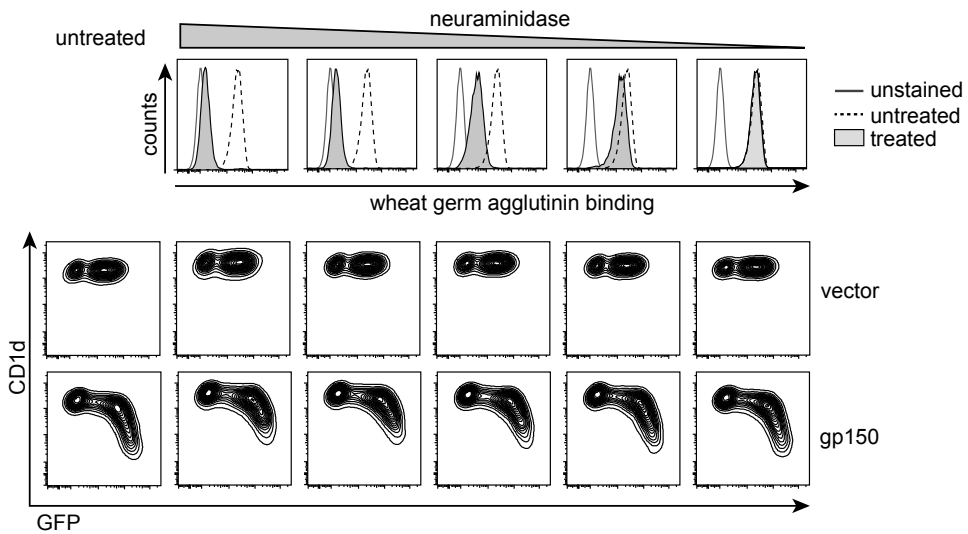 neuraminidase
untreated
counts
unstained
untreated
treated
wheat germ agglutinin binding
CD1d
vector
gp150
GFP